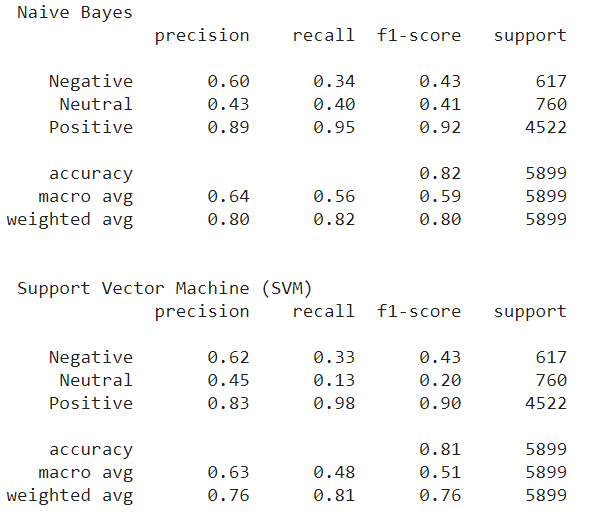 Naive Bayes
precision recall f1-score support
Negative 0.60 0.34 0.43 617
Neutral 0.43 0.40 0.41 760
Positive 0.89 0.95 0.92 4522
accuracy 0.82 5899
macro avg 0.64 0.56 0.59 5899
weighted avg 0.80 0.82 0.80 5899
Support Vector Machine (SVM)
precision recall f1-score support
Negative 0.62 0.33 0.43 617
Neutral 0.45 0.13 0.20 760
Positive 0.83 0.98 0.90 4522
accuracy 0.81 5899
macro avg 0.63 0.48 0.51 5899
weighted avg 0.76 0.81 0.76 5899